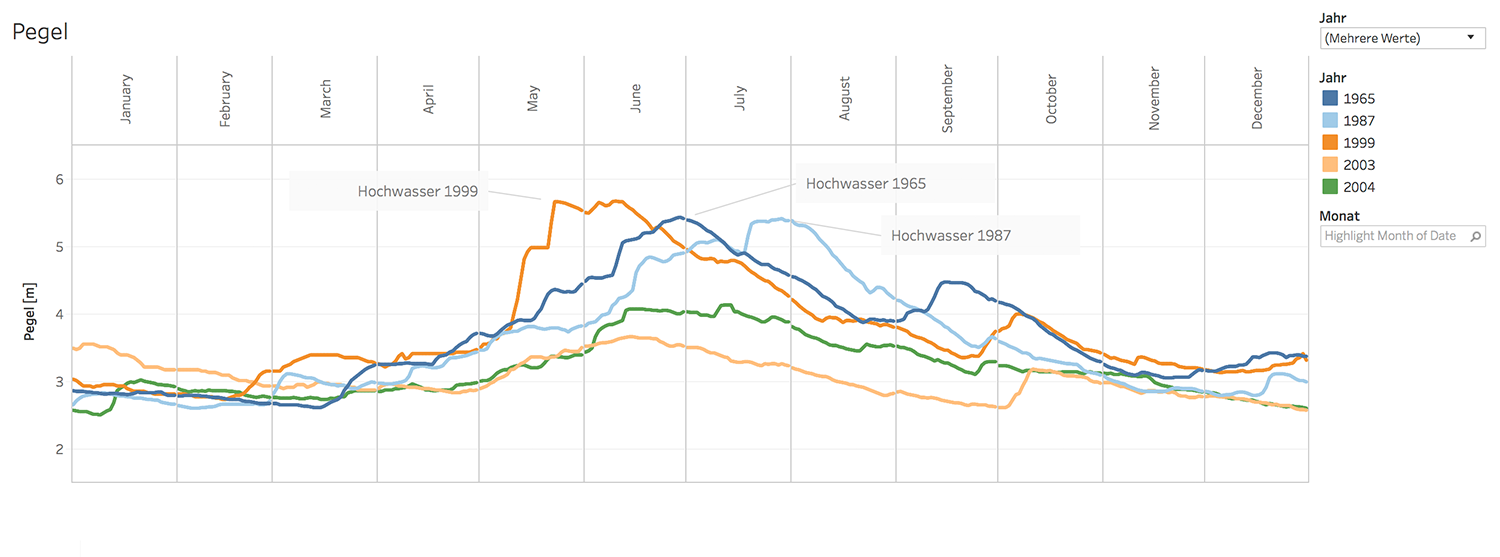 Pegel
January
February
March
April
May
June
July
August
September
October
November
December
Pegel [m]
6
5
4
3
2
Hochwasser 1999
Hochwasser 1965
Hochwasser 1987
Jahr
(Mehrere Werte)
Jahr
1965
1987
1999
2003
2004
Monat
Highlight Month of Date